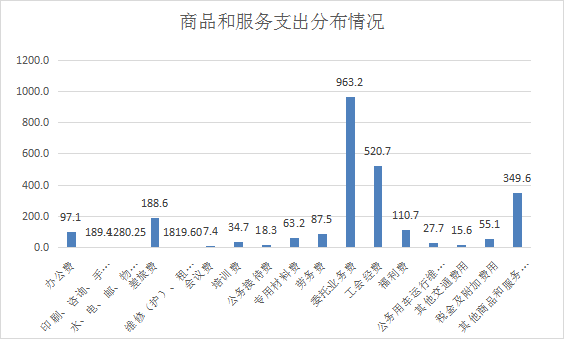 商品和服务支出分布情况
1200.0
1000.0
800.0
600.0
400.0
200.0
0.0
97.1
189.4
1280.25
188.6
1819.60
7.4
34.7
18.3
63.2
87.5
963.2
520.7
110.7
27.7
15.6
55.1
349.6
办公费
印刷、咨询、手…
水、电、邮、物…
差旅费
维修（护）、租…
会议费
培训费
公务接待费
专用材料费
劳务费
委托业务费
工会经费
福利费
公务用车运行维…
其他交通费用
税金及附加费用
其他商品和服务…